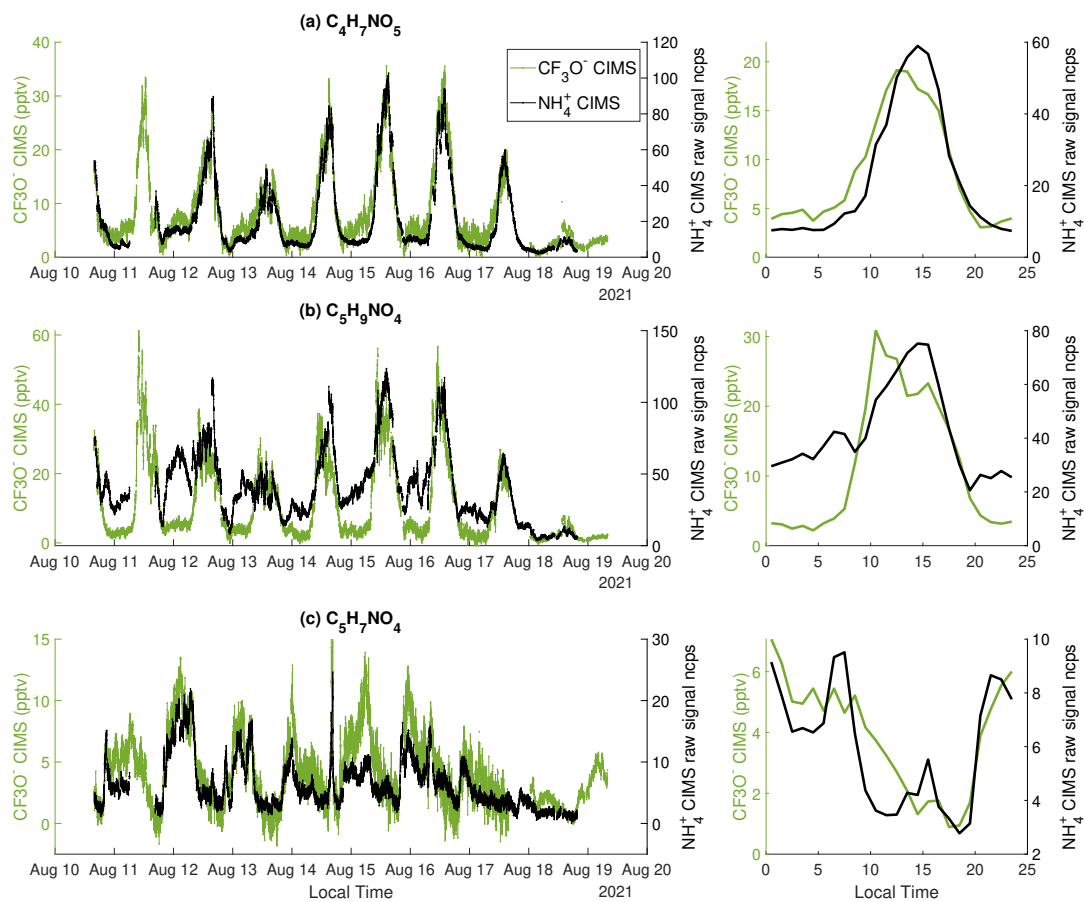 (a) C₄H₇NO₅
CF3O⁻ CIMS (pptv)
40
30
20
10
0
120
100
80
60
40
20
0
NH₄⁺ CIMS raw signal ncps
CF₃O⁻ CIMS
NH₄⁺ CIMS
Aug 10 Aug 11 Aug 12 Aug 13 Aug 14 Aug 15 Aug 16 Aug 17 Aug 18 Aug 19 Aug 20
2021
CF3O⁻ CIMS (pptv)
20
15
10
5
0
60
40
20
0
NH₄⁺ CIMS raw signal ncps
0 5 10 15 20 25
(b) C₅H₉NO₄
CF3O⁻ CIMS (pptv)
60
40
20
0
150
100
50
0
NH₄⁺ CIMS raw signal ncps
Aug 10 Aug 11 Aug 12 Aug 13 Aug 14 Aug 15 Aug 16 Aug 17 Aug 18 Aug 19 Aug 20
2021
CF3O⁻ CIMS (pptv)
30
20
10
0
80
60
40
20
0
NH₄⁺ CIMS raw signal ncps
0 5 10 15 20 25
(c) C₅H₇NO₄
CF3O⁻ CIMS (pptv)
15
10
5
0
30
20
10
0
NH₄⁺ CIMS raw signal ncps
Aug 10 Aug 11 Aug 12 Aug 13 Aug 14 Aug 15 Aug 16 Aug 17 Aug 18 Aug 19 Aug 20
Local Time
2021
CF3O⁻ CIMS (pptv)
6
4
2
0
10
8
6
4
2
NH₄⁺ CIMS raw signal ncps
0 5 10 15 20 25
Local Time